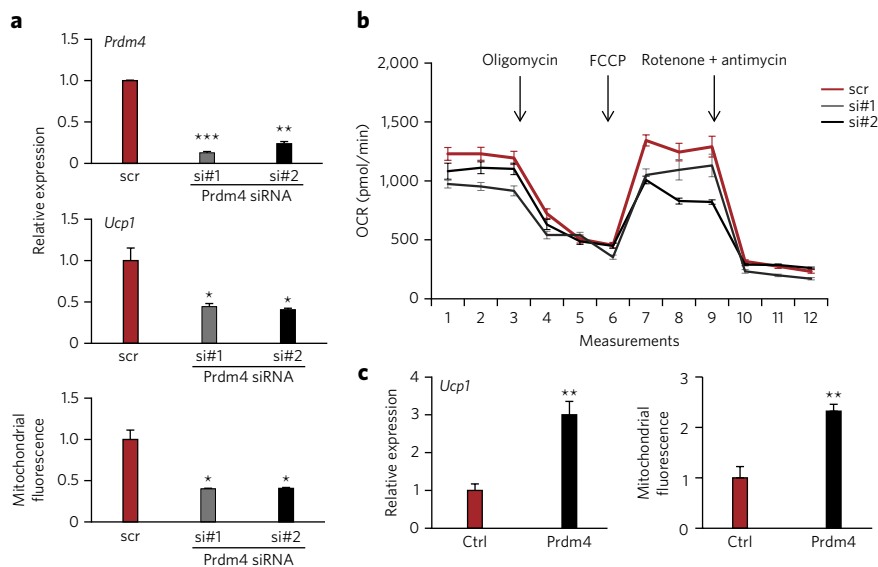 a
Prdm4
Relative expression
1.5
1.0
0.5
0
***
**
scr
si#1
si#2
Prdm4 siRNA
Ucp1
1.5
1.0
0.5
0
*
*
scr
si#1
si#2
Prdm4 siRNA
Mitochondrial
fluorescence
1.5
1.0
0.5
0
*
*
scr
si#1
si#2
Prdm4 siRNA
b
OCR (pmol/min)
2,000
1,500
1,000
500
0
Oligomycin
FCCP
Rotenone + antimycin
scr
si#1
si#2
1 2 3 4 5 6 7 8 9 10 11 12
Measurements
c
Ucp1
Relative expression
4
3
2
1
0
**
Ctrl
Prdm4
Mitochondrial
fluorescence
3
2
1
0
**
Ctrl
Prdm4